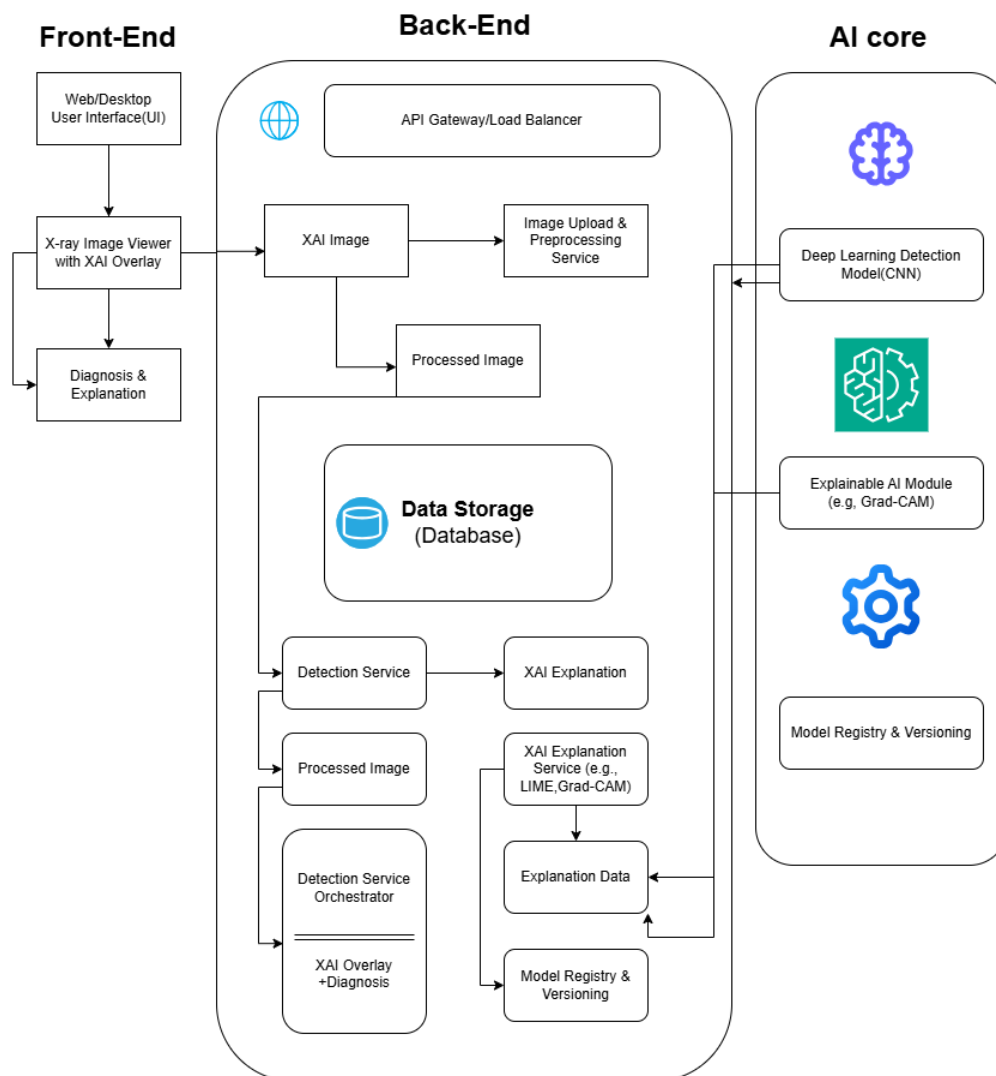 Front-End
Back-End
AI core
Web/Desktop
User Interface(UI)
API Gateway/Load Balancer
X-ray Image Viewer
with XAI Overlay
XAI Image
Image Upload &
Preprocessing
Service
Deep Learning Detection
Model(CNN)
Processed Image
Diagnosis &
Explanation
Data Storage
(Database)
Explainable AI Module
(e.g, Grad-CAM)
Detection Service
XAI Explanation
Model Registry & Versioning
Processed Image
XAI Explanation
Service (e.g.,
LIME,Grad-CAM)
Detection Service
Orchestrator
XAI Overlay
+Diagnosis
Explanation Data
Model Registry &
Versioning